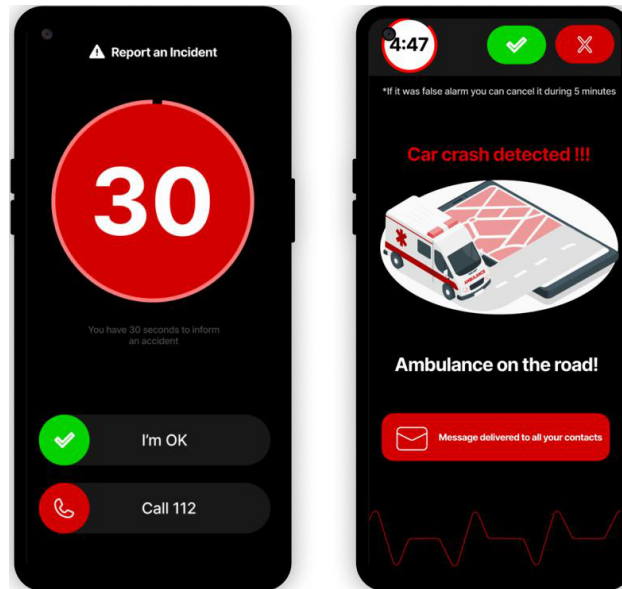 Report an Incident
30
You have 30 seconds to inform
an accident
I'm OK
Call 112
4:47
*If it was false alarm you can cancel it during 5 minutes
Car crash detected !!!
AMBULANCE
Ambulance on the road!
Message delivered to all your contacts